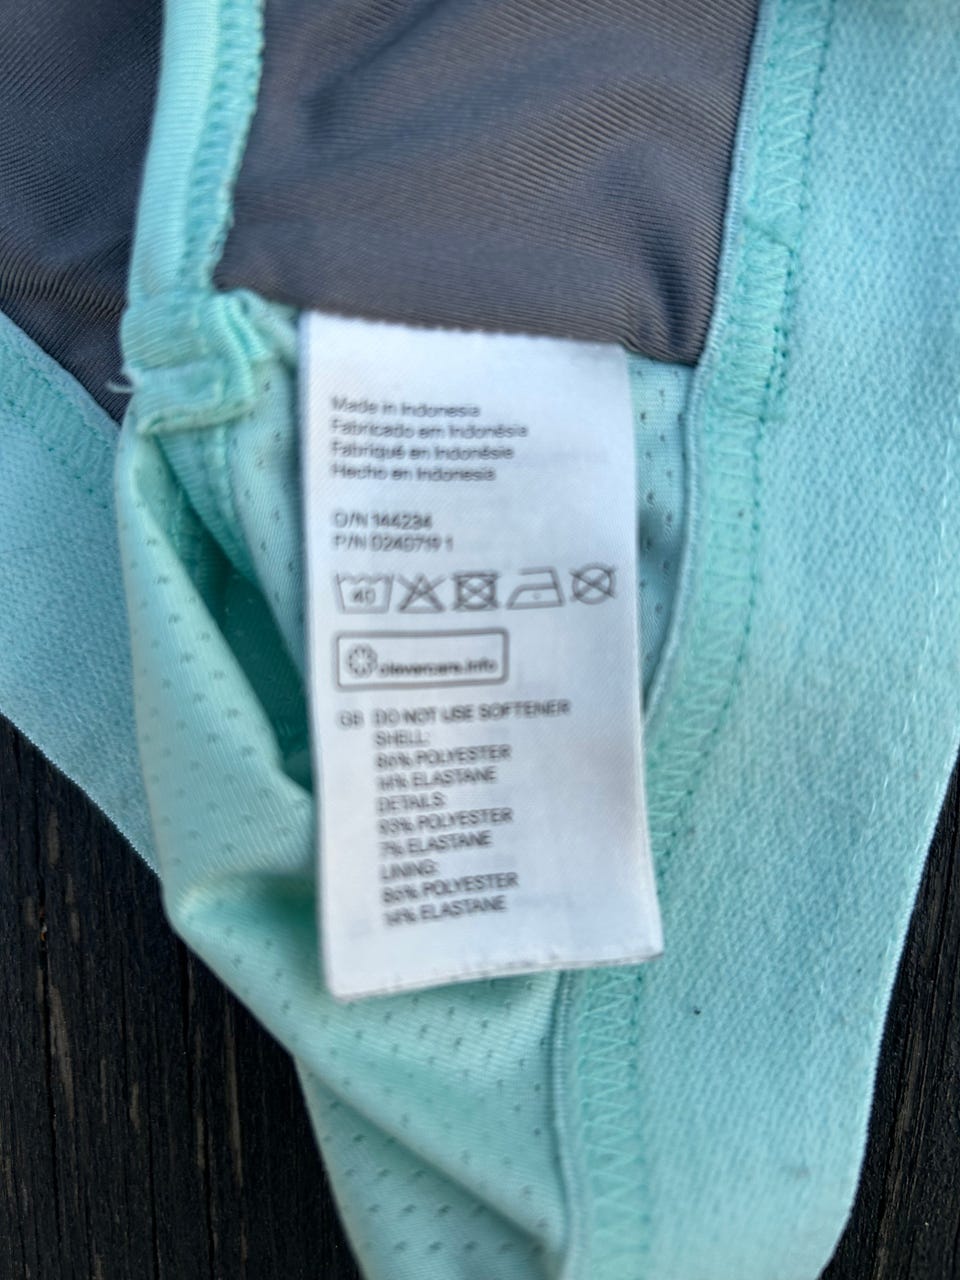 Made in Indonesia
Fabricado em Indonésia
Fabriqué en Indonésie
Hecho en Indonesia
O/N 144234
P/N D240719 1
40
clevercare.info
GB DO NOT USE SOFTENER
SHELL:
86% POLYESTER
14% ELASTANE
DETAILS:
93% POLYESTER
7% ELASTANE
LINING:
86% POLYESTER
14% ELASTANE